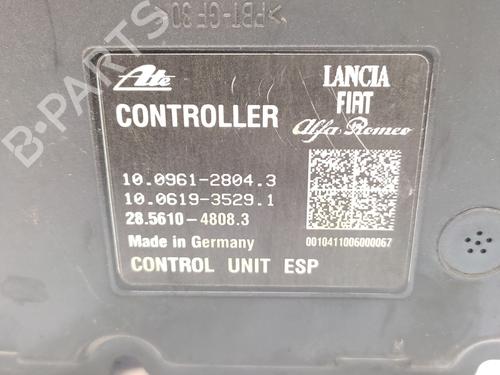 >PBT-GF30<
B-PARTS
Ate
LANCIA
FIAT
Alfa Romeo
CONTROLLER
10.0961-2804.3
10.0619-3529.1
28.5610-4808.3
Made in Germany
0010411006000067
CONTROL UNIT ESP